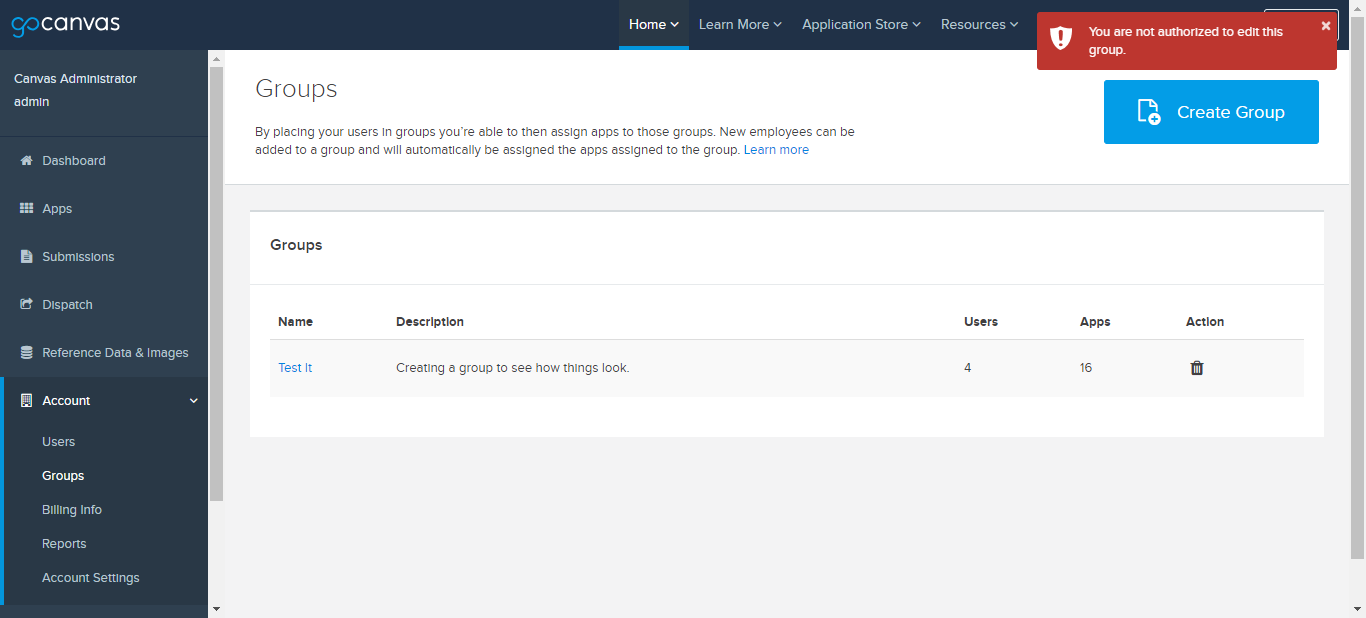 gocanvas
Home
Learn More
Application Store
Resources
You are not authorized to edit this
group.
Canvas Administrator
admin
Dashboard
Apps
Submissions
Dispatch
Reference Data & Images
Account
Users
Groups
Billing Info
Reports
Account Settings
Groups
By placing your users in groups you're able to then assign apps to those groups. New employees can be
added to a group and will automatically be assigned the apps assigned to the group. Learn more
Create Group
Groups
Name Description Users Apps Action
Test It Creating a group to see how things look. 4 16